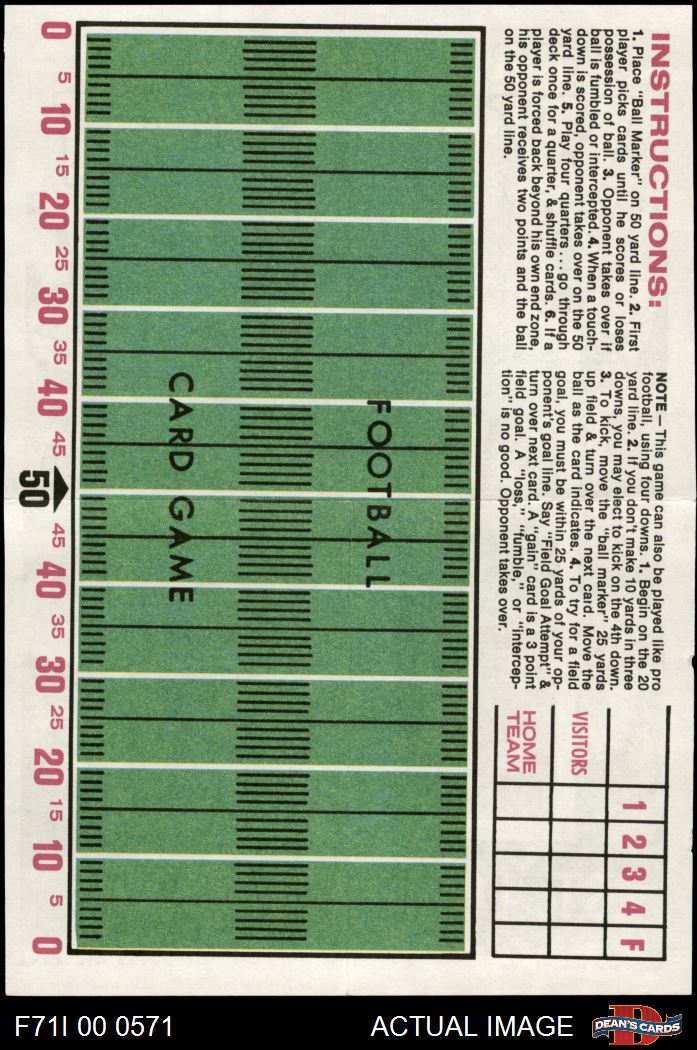 INSTRUCTIONS:
1. Place "Ball Marker" on 50 yard line. 2. First
player picks cards until he scores or loses
possession of ball. 3. Opponent takes over if
ball is fumbled or intercepted. 4. When a touch-
down is scored, opponent takes over on the 50
yard line. 5. Play four quarters . . . go through
deck once for a quarter, & shuffle cards. 6. If a
player is forced back beyond his own end zone,
his opponent receives two points and the ball
on the 50 yard line.
NOTE — This game can also be played like pro
football, using four downs. 1. Begin on the 20
yard line. 2. If you don't make 10 yards in three
downs, you may elect to kick on the 4th down.
3. To kick, move the "ball marker" 25 yards
up field & turn over the next card. Move the
ball as the card indicates. 4. To try for a field
goal, you must be within 25 yards of your op-
ponent's goal line. Say "Field Goal Attempt" &
turn over next card. A "gain" card is a 3 point
field goal. A "loss," "fumble," or "intercep-
tion" is no good. Opponent takes over.
1 2 3 4 F
VISITORS
HOME
TEAM
FOOTBALL
CARD GAME
0 5 10 15 20 25 30 35 40 45 50 45 40 35 30 25 20 15 10 5 0
F71I 00 0571
ACTUAL IMAGE
D
DEAN'S CARDS